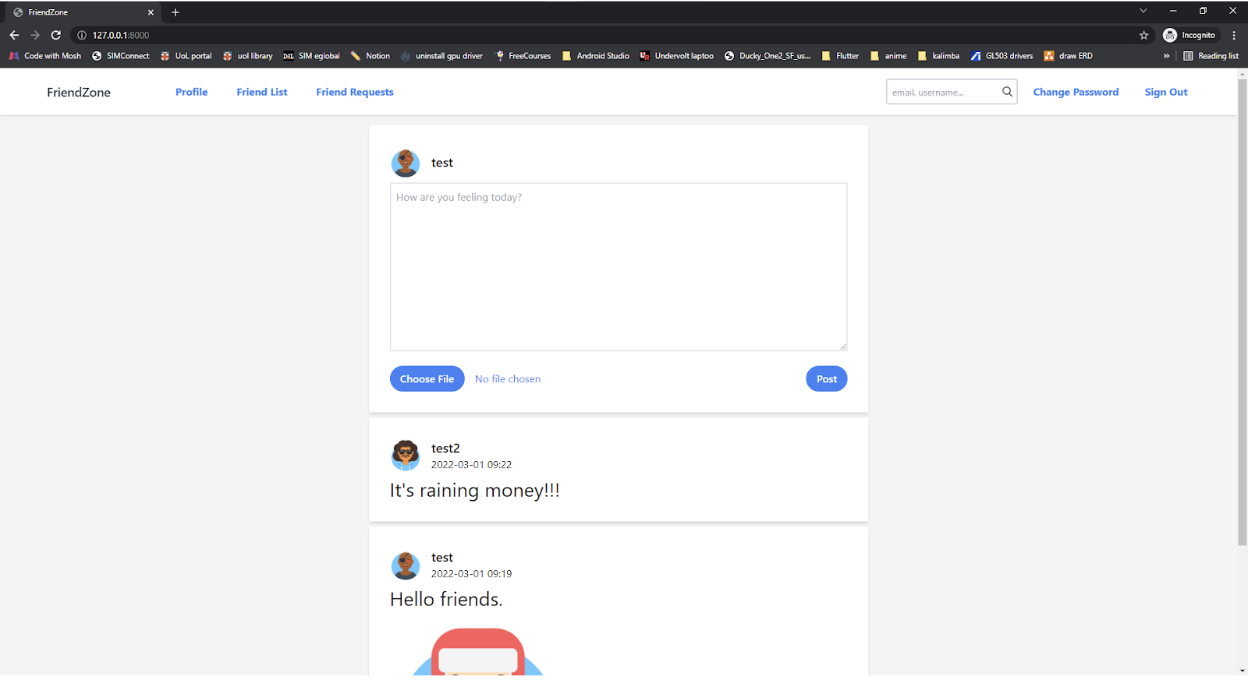 FriendZone
127.0.0.1:8000
Incognito
Code with Mosh SIMConnect UoL portal uol library SIM eglobal Notion uninstall gpu driver FreeCourses Android Studio Undervolt laptoo Ducky_One2_SF_us... Flutter anime kalimba GL503 drivers draw ERD » Reading list
FriendZone Profile Friend List Friend Requests email, username... Change Password Sign Out
test
How are you feeling today?
Choose File No file chosen Post
test2
2022-03-01 09:22
It's raining money!!!
test
2022-03-01 09:19
Hello friends.